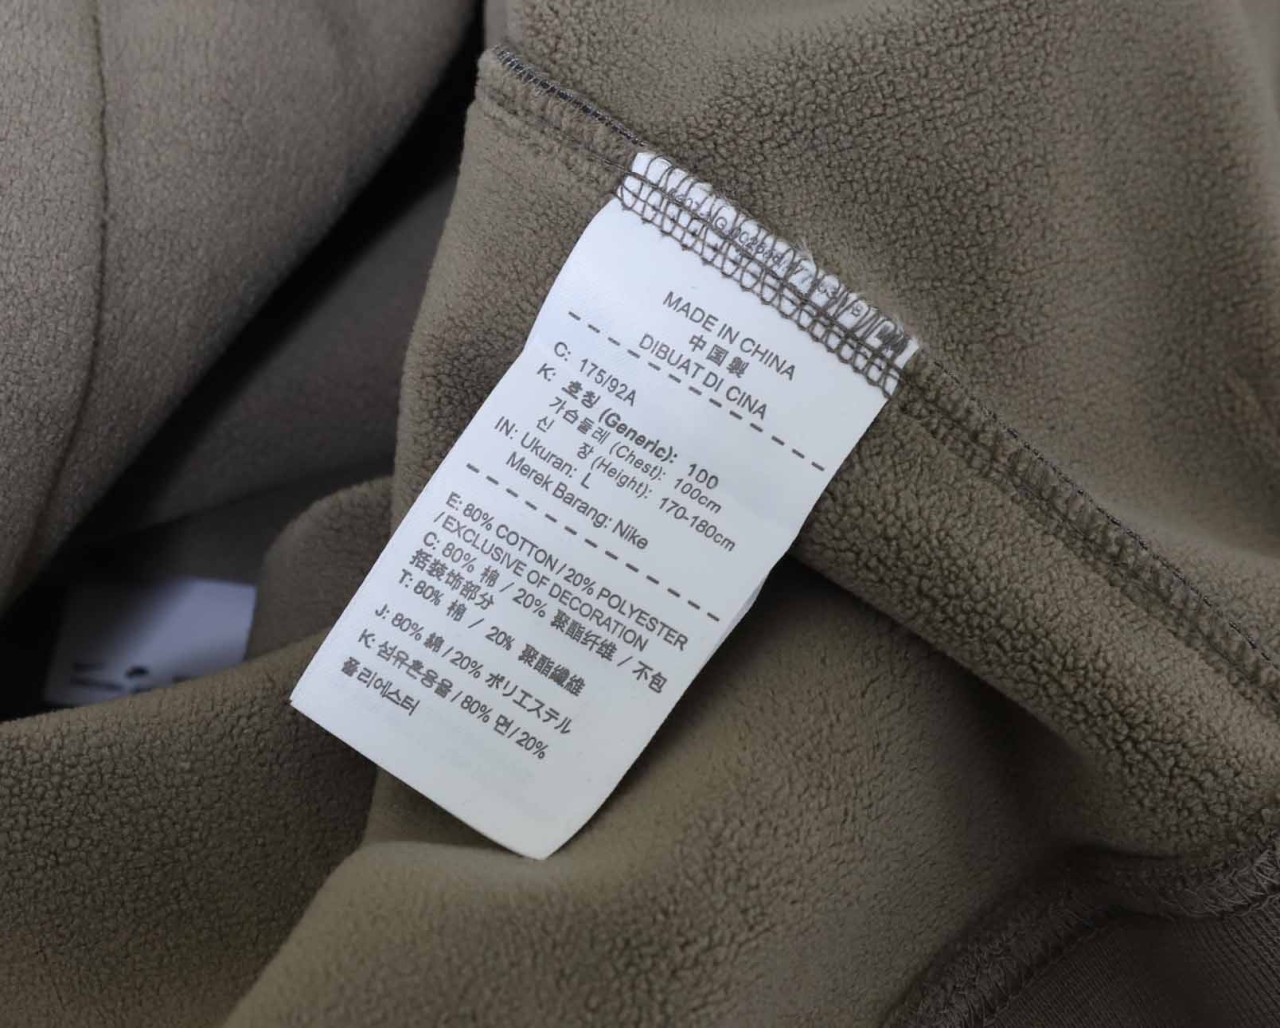 MADE IN CHINA
中国製
DIBUAT DI CINA
C: 175/92A
K: 호칭 (Generic): 100
가슴둘레 (Chest): 100cm
신 장 (Height): 170-180cm
IN: Ukuran: L
Merek Barang: Nike
E: 80% COTTON / 20% POLYESTER
/ EXCLUSIVE OF DECORATION
C: 80% 棉 / 20% 聚酯纤维 / 不包
括装饰部分
T: 80% 棉 / 20% 聚酯纖維
J: 80% 綿 / 20% ポリエステル
K: 섬유혼용율 / 80% 면 / 20%
폴리에스터